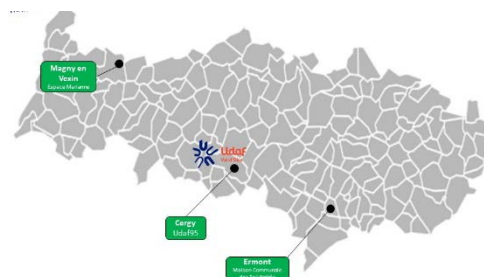 Magny en
Vexin
Espace Marianne
Udaf
Cergy
Udaf95
Ermont
Maison Communale